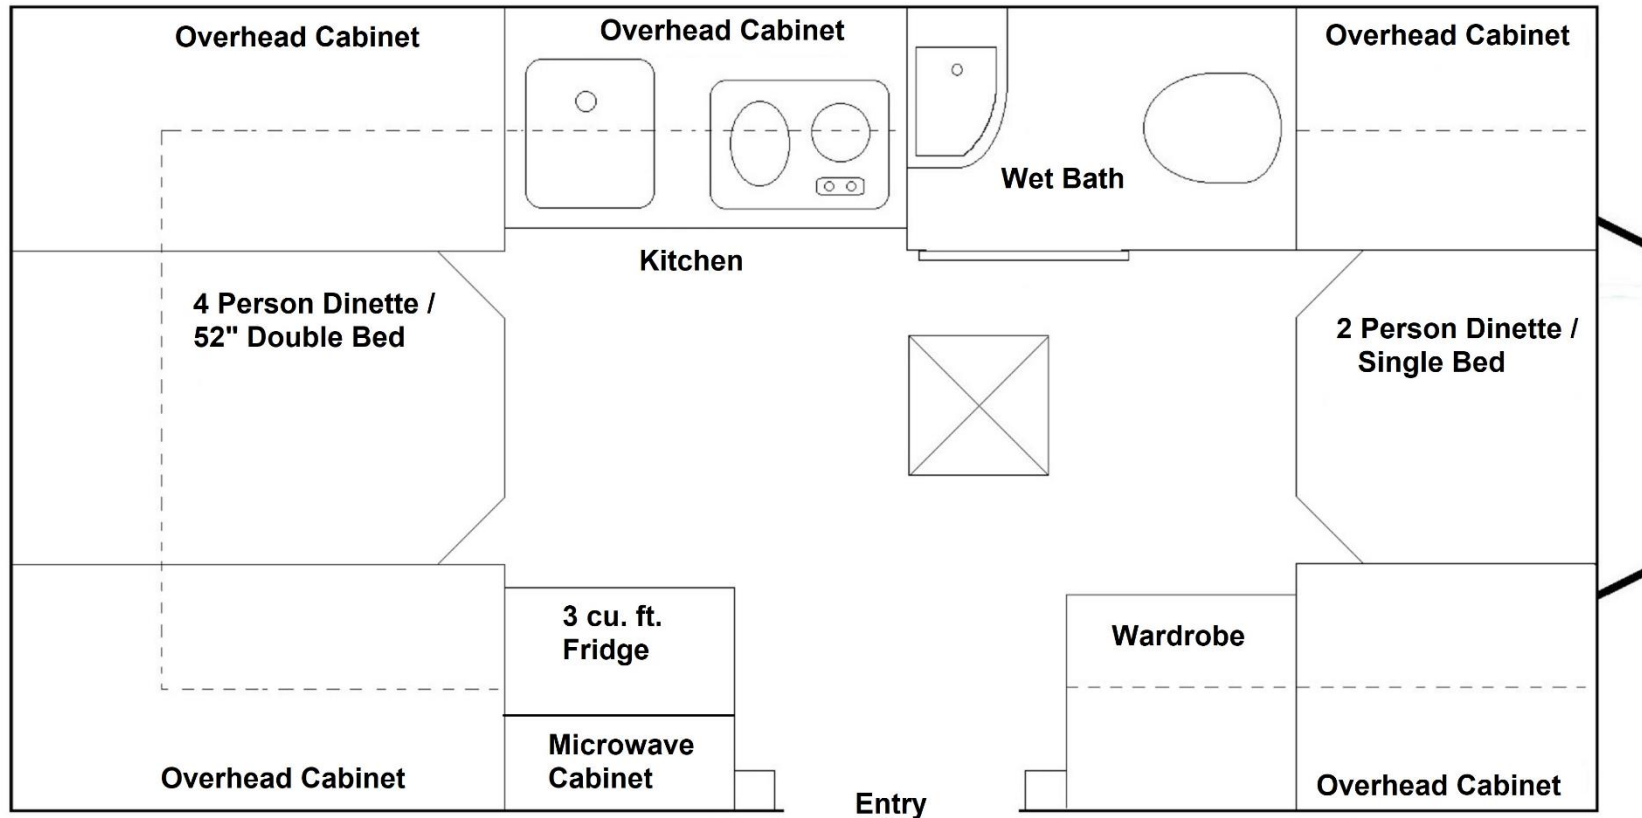 Overhead Cabinet
Overhead Cabinet
Overhead Cabinet
Wet Bath
Kitchen
4 Person Dinette /
52" Double Bed
2 Person Dinette /
Single Bed
3 cu. ft.
Fridge
Wardrobe
Microwave
Cabinet
Overhead Cabinet
Overhead Cabinet
Entry